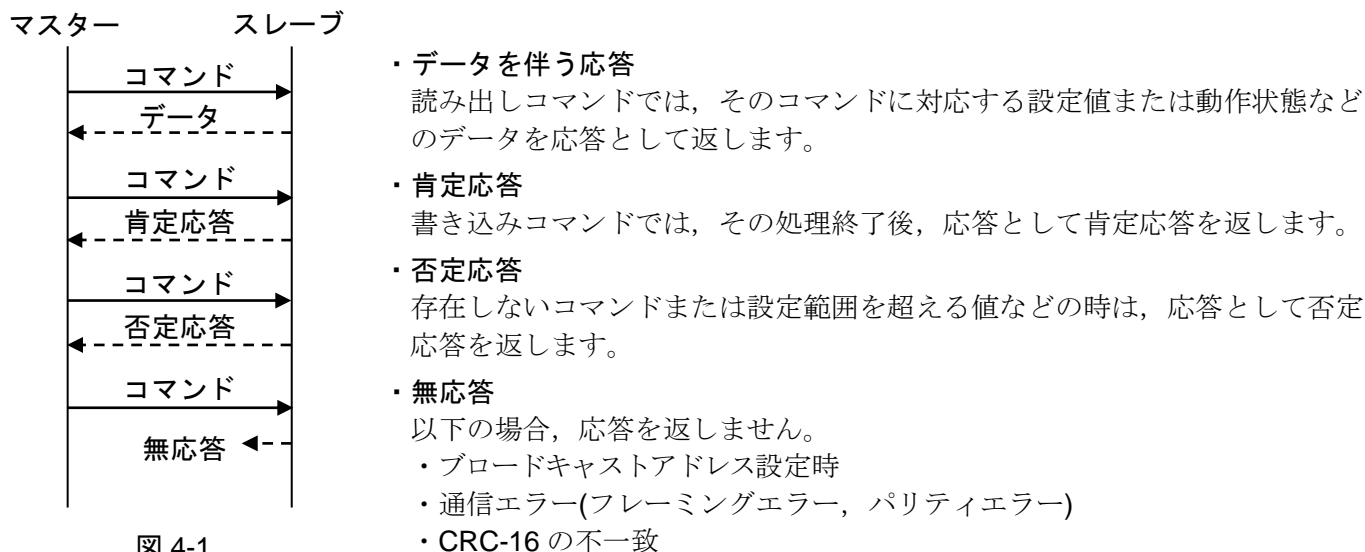 マスター スレーブ
コマンド
データ
コマンド
肯定応答
コマンド
否定応答
コマンド
無応答
図 4-1
・データを伴う応答
読み出しコマンドでは，そのコマンドに対応する設定値または動作状態など
のデータを応答として返します。
・肯定応答
書き込みコマンドでは，その処理終了後，応答として肯定応答を返します。
・否定応答
存在しないコマンドまたは設定範囲を超える値などの時は，応答として否定
応答を返します。
・無応答
以下の場合，応答を返しません。
・ブロードキャストアドレス設定時
・通信エラー(フレーミングエラー，パリティエラー)
・CRC-16 の不一致